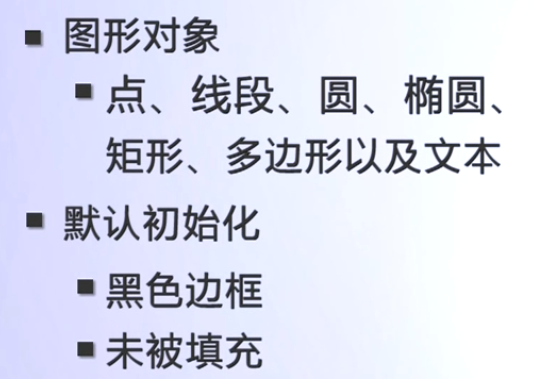 图形对象
点、线段、圆、椭圆、
矩形、多边形以及文本
默认初始化
黑色边框
未被填充